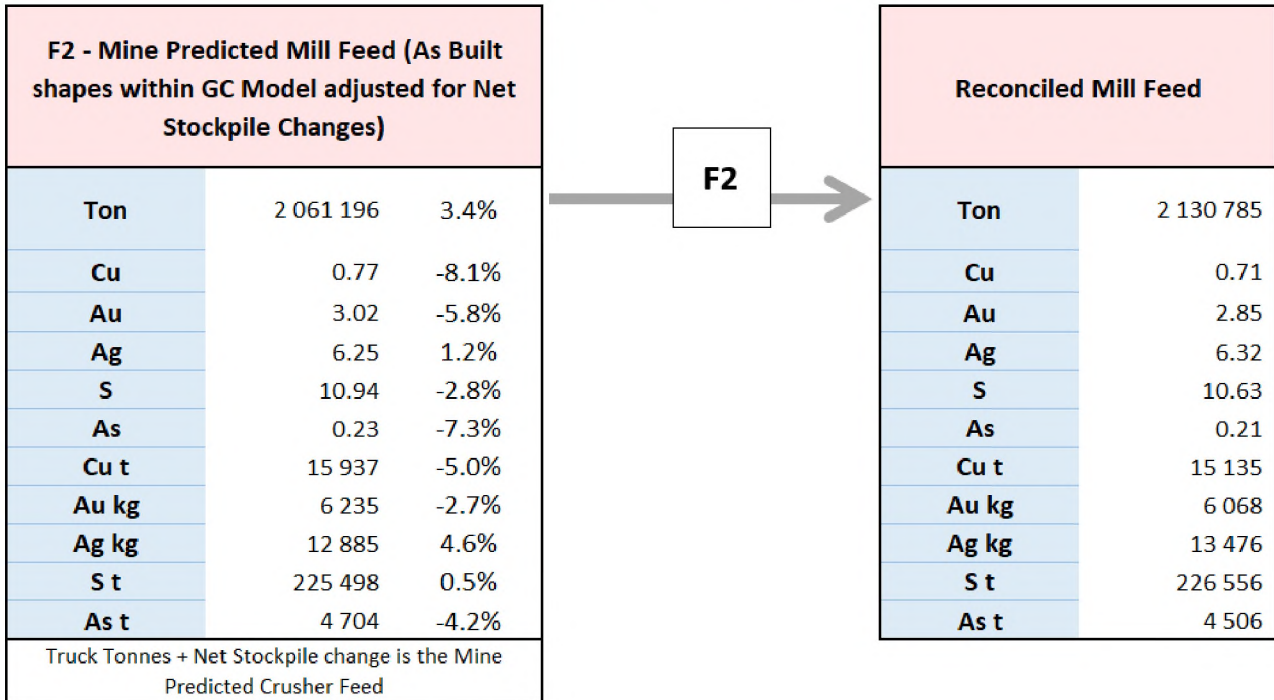 F2 - Mine Predicted Mill Feed (As Built
shapes within GC Model adjusted for Net
Stockpile Changes)
Ton 2 061 196 3.4%
Cu 0.77 -8.1%
Au 3.02 -5.8%
Ag 6.25 1.2%
S 10.94 -2.8%
As 0.23 -7.3%
Cu t 15 937 -5.0%
Au kg 6 235 -2.7%
Ag kg 12 885 4.6%
S t 225 498 0.5%
As t 4 704 -4.2%
Truck Tonnes + Net Stockpile change is the Mine
Predicted Crusher Feed
F2
Reconciled Mill Feed
Ton 2 130 785
Cu 0.71
Au 2.85
Ag 6.32
S 10.63
As 0.21
Cu t 15 135
Au kg 6 068
Ag kg 13 476
S t 226 556
As t 4 506